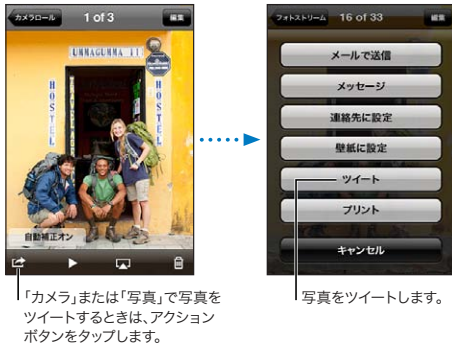 カメラロール 1 of 3 編集
UMMAGUMMA II
HOSTEL
HOSTEL
自動補正オン
「カメラ」または「写真」で写真を
ツイートするときは、アクション
ボタンをタップします。
フォトストリーム 16 of 33 編集
メールで送信
メッセージ
連絡先に設定
壁紙に設定
ツイート
プリント
キャンセル
写真をツイートします。